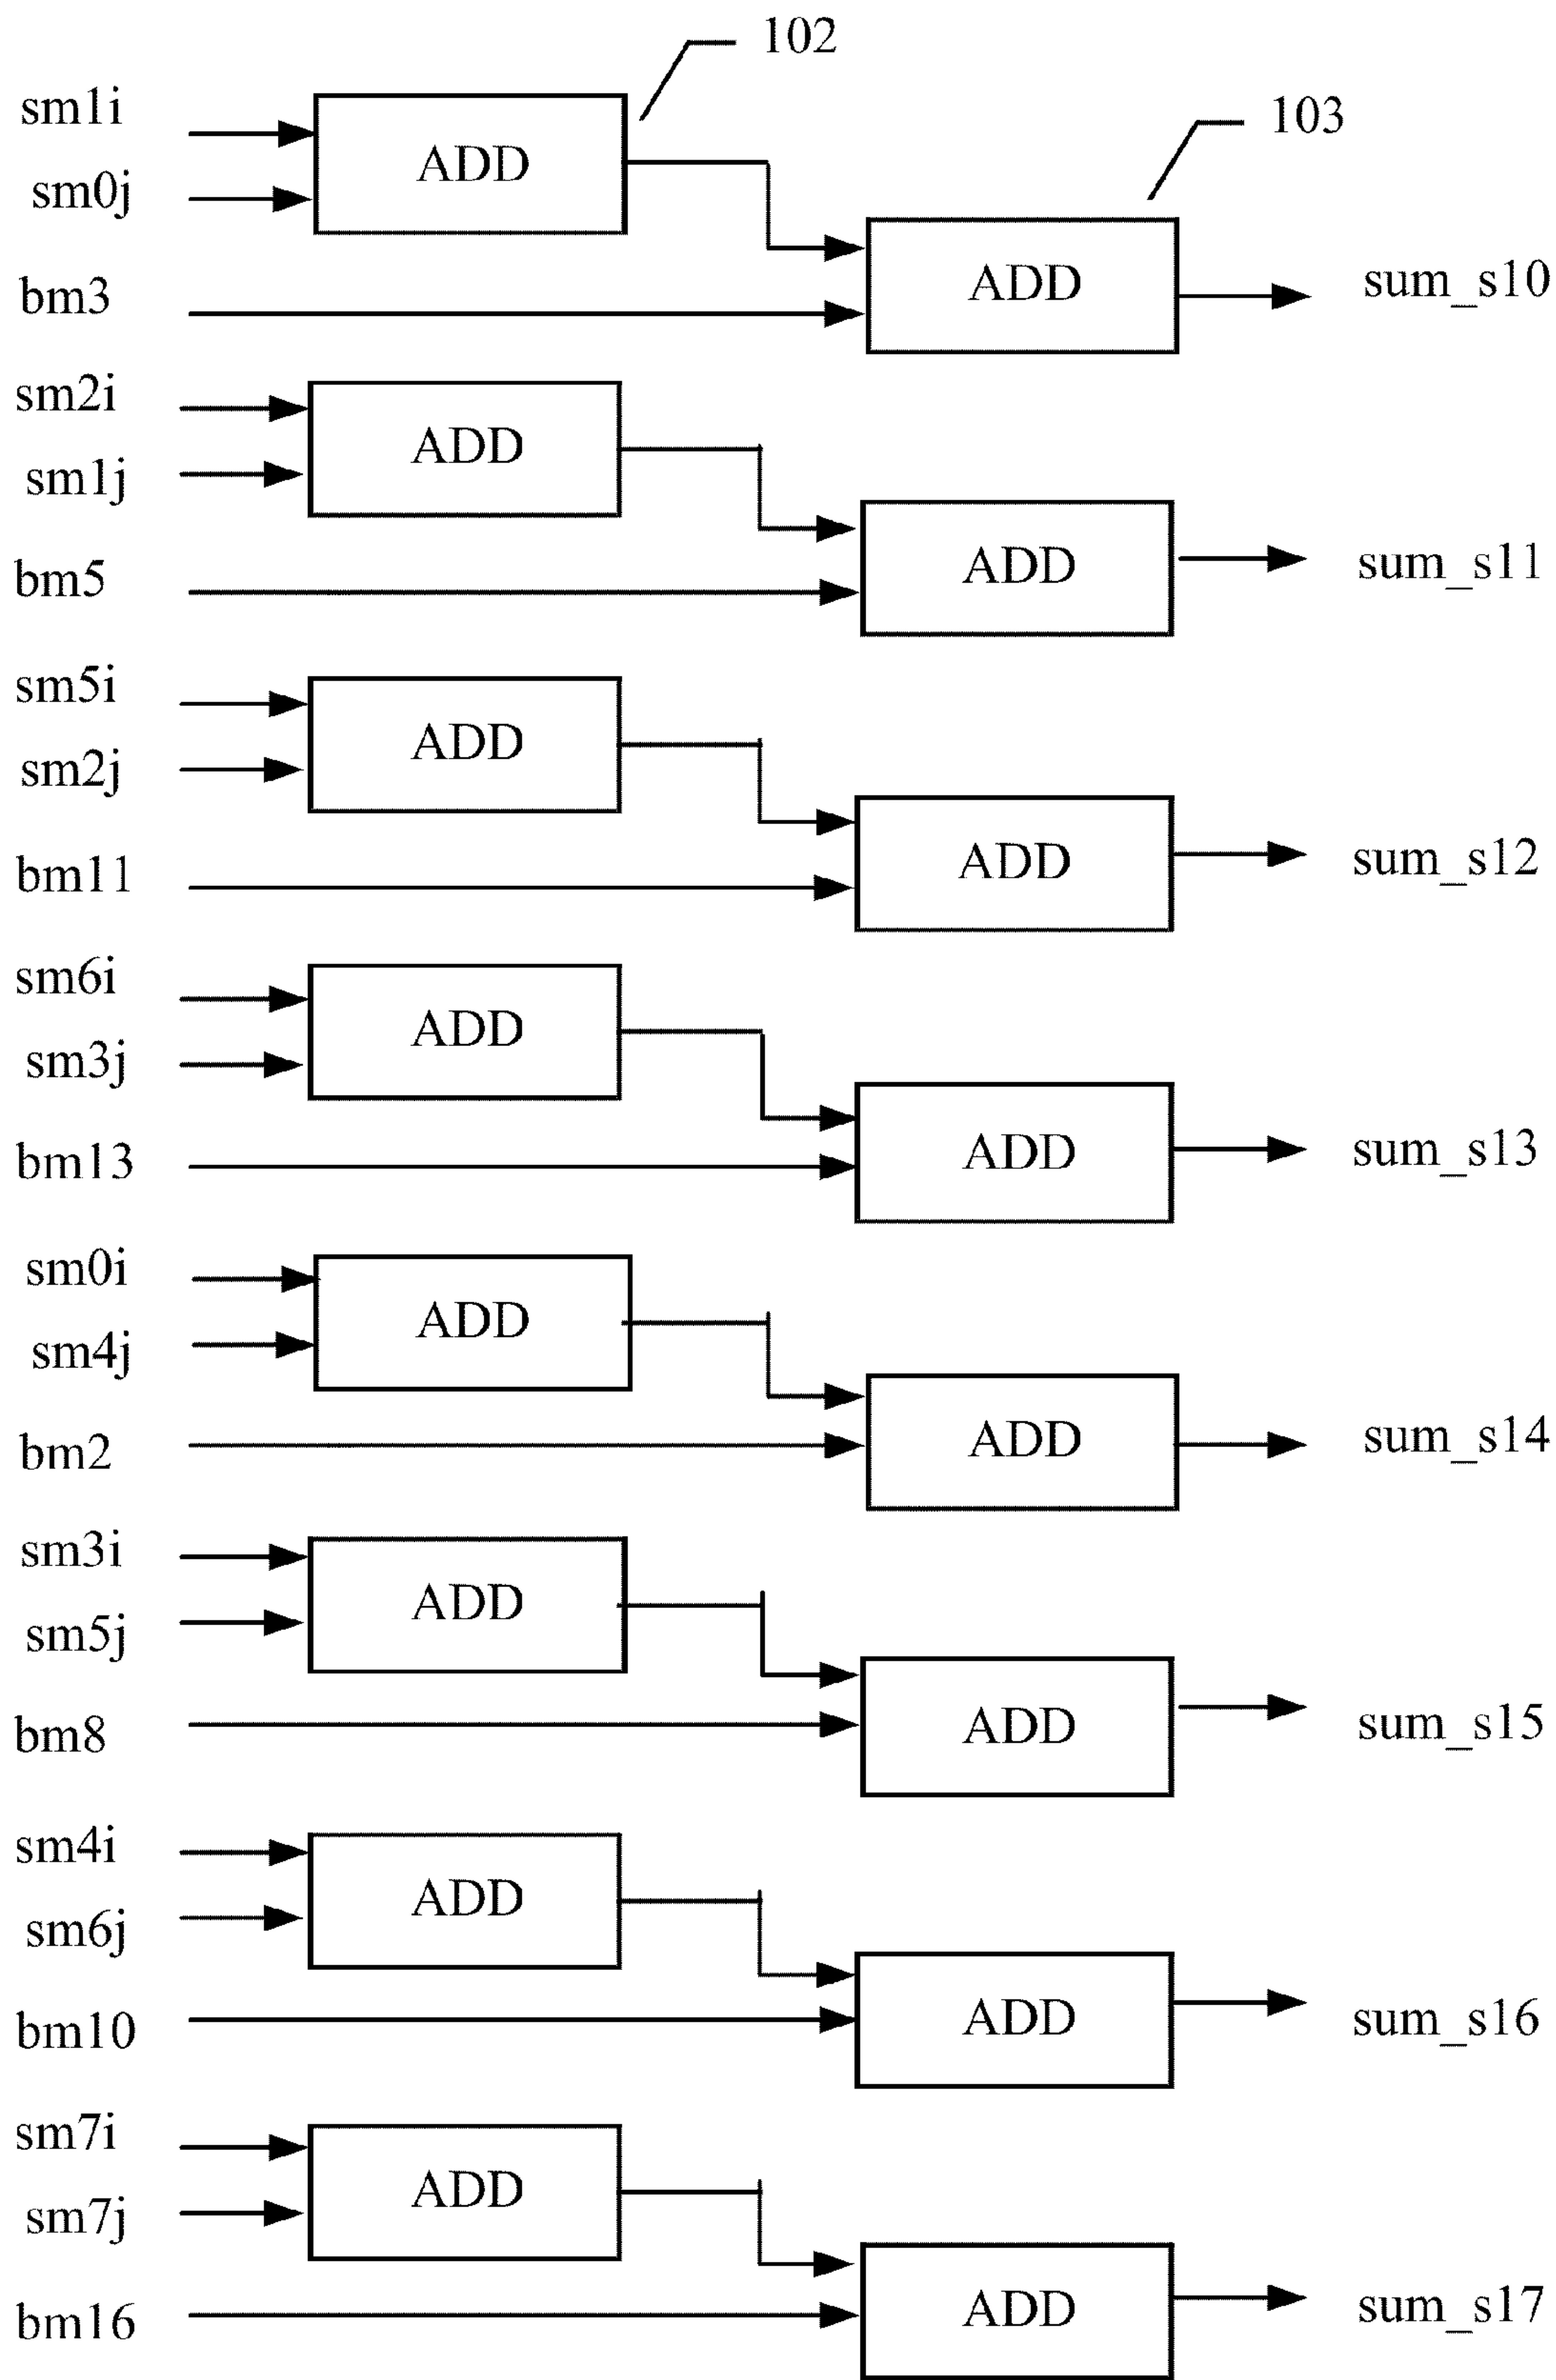 102
sm1i
ADD
103
sm0j
bm3
ADD
sum_s10
sm2i
ADD
sm1j
bm5
ADD
sum_s11
sm5i
ADD
sm2j
bm11
ADD
sum_s12
sm6i
ADD
sm3j
bm13
ADD
sum_s13
sm0i
ADD
sm4j
bm2
ADD
sum_s14
sm3i
ADD
sm5j
bm8
ADD
sum_s15
sm4i
ADD
sm6j
bm10
ADD
sum_s16
sm7i
ADD
sm7j
bm16
ADD
sum_s17